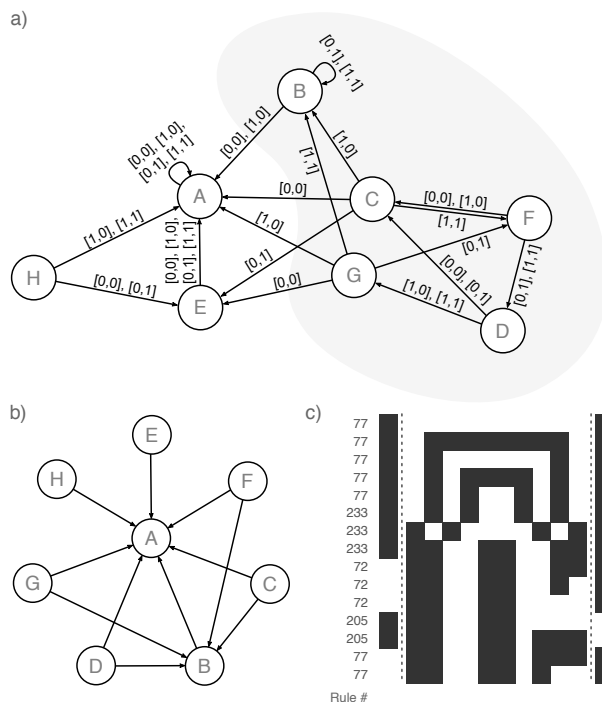 a)
[0,1], [1,1]
B
[0,0], [1,0],
[0,1], [1,1]
[0,0], [1,0]
[1,1]
[1,0]
A
[0,0]
C
[0,0], [1,0]
[1,1]
F
[1,0], [1,1]
[0,0], [1,0],
[0,1], [1,1]
[1,0]
[0,1]
[0,1]
[0,0], [0,1]
[0,1], [1,1]
H
[0,0], [0,1]
E
[0,0]
G
[1,0], [1,1]
D
b)
E
H
F
A
G
C
D
B
c)
77
77
77
77
77
233
233
233
72
72
72
205
205
77
77
Rule #